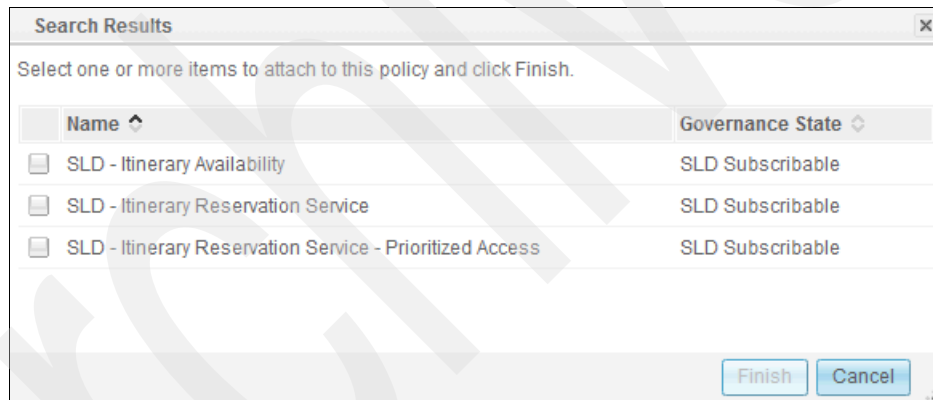 Search Results
Select one or more items to attach to this policy and click Finish.
Name Governance State
SLD - Itinerary Availability SLD Subscribable
SLD - Itinerary Reservation Service SLD Subscribable
SLD - Itinerary Reservation Service - Prioritized Access SLD Subscribable
Finish Cancel